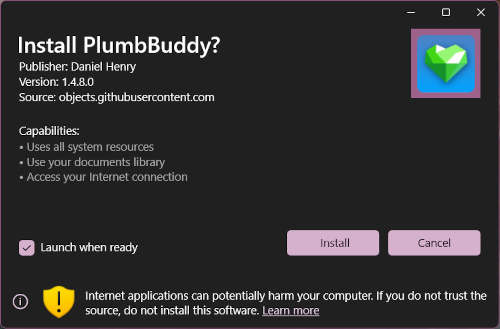 Install PlumbBuddy?
Publisher: Daniel Henry
Version: 1.4.8.0
Source: objects.githubusercontent.com
Capabilities:
• Uses all system resources
• Use your documents library
• Access your Internet connection
Launch when ready
Install
Cancel
Internet applications can potentially harm your computer. If you do not trust the
source, do not install this software. Learn more